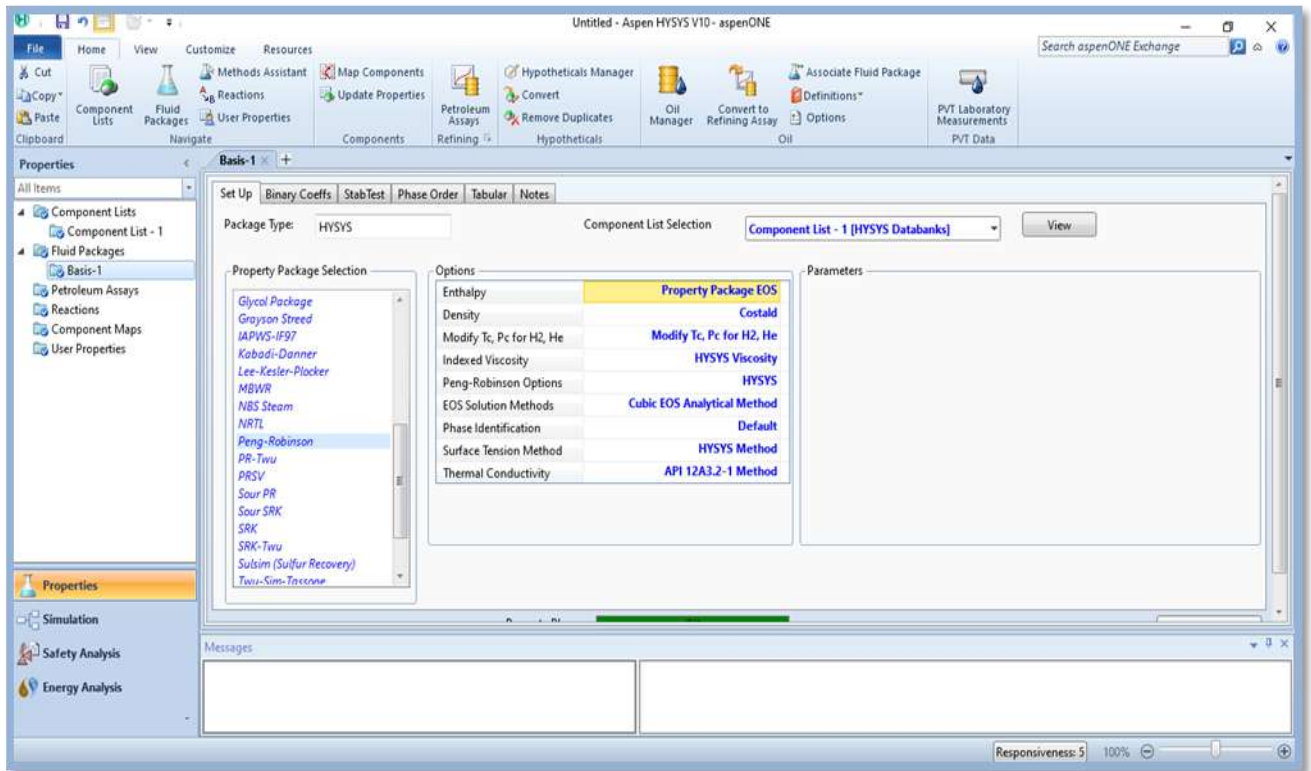 Untitled - Aspen HYSYS V10 - aspenONE
File Home View Customize Resources
Search aspenONE Exchange
Cut
Copy
Paste
Clipboard
Component Lists
Fluid Packages
Methods Assistant
Reactions
User Properties
Navigate
Map Components
Update Properties
Components
Petroleum Assays
Refining
Hypotheticals Manager
Convert
Remove Duplicates
Hypotheticals
Oil Manager
Convert to Refining Assay
Associate Fluid Package
Definitions
Options
Oil
PVT Laboratory Measurements
PVT Data
Properties
All Items
Component Lists
Component List - 1
Fluid Packages
Basis-1
Petroleum Assays
Reactions
Component Maps
User Properties
Properties
Simulation
Safety Analysis
Energy Analysis
Basis-1
Set Up Binary Coeffs StabTest Phase Order Tabular Notes
Package Type: HYSYS
Component List Selection Component List - 1 [HYSYS Databanks] View
Property Package Selection
Glycol Package
Grayson Streed
IAPWS-IF97
Kabadi-Danner
Lee-Kesler-Plocker
MBWR
NBS Steam
NRTL
Peng-Robinson
PR-Twu
PRSV
Sour PR
Sour SRK
SRK
SRK-Twu
Sulsim (Sulfur Recovery)
Twu-Sim-Tassone
Options
Enthalpy Property Package EOS
Density Costald
Modify Tc, Pc for H2, He Modify Tc, Pc for H2, He
Indexed Viscosity HYSYS Viscosity
Peng-Robinson Options HYSYS
EOS Solution Methods Cubic EOS Analytical Method
Phase Identification Default
Surface Tension Method HYSYS Method
Thermal Conductivity API 12A3.2-1 Method
Parameters
Messages
Responsiveness: 5 100%